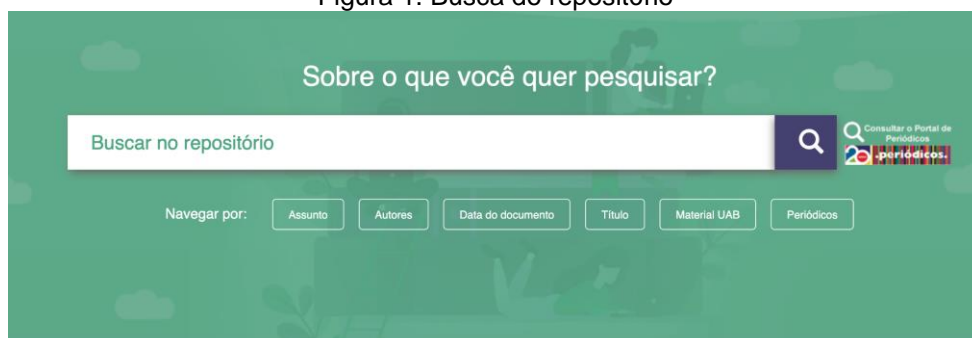 Figura 1: Busca do repositório
Sobre o que você quer pesquisar?
Buscar no repositório
Consultar o Portal de
Periódicos
.periódicos.
Navegar por:
Assunto
Autores
Data do documento
Título
Material UAB
Periódicos